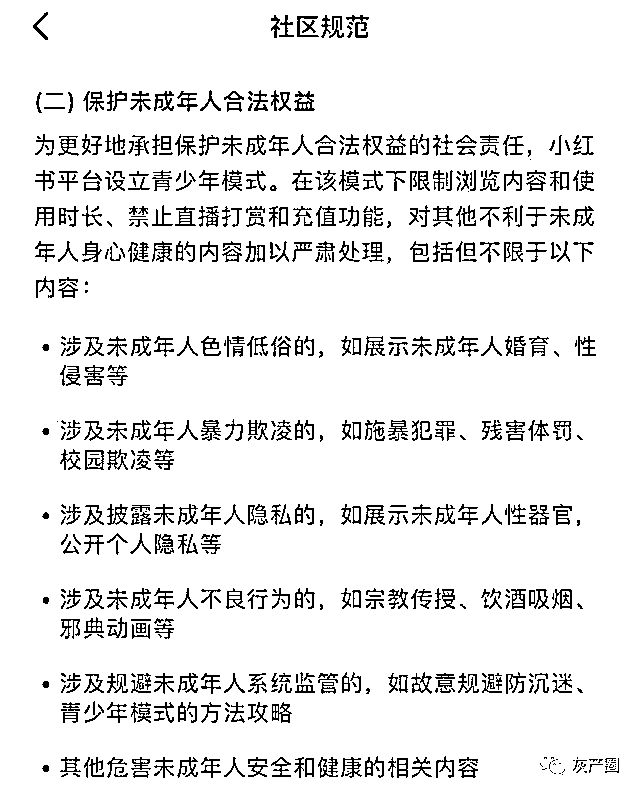 社区规范
(二) 保护未成年人合法权益
为更好地承担保护未成年人合法权益的社会责任，小红
书平台设立青少年模式。在该模式下限制浏览内容和使
用时长、禁止直播打赏和充值功能，对其他不利于未成
年人身心健康的内容加以严肃处理，包括但不限于以下
内容：
• 涉及未成年人色情低俗的，如展示未成年人婚育、性
侵害等
• 涉及未成年人暴力欺凌的，如施暴犯罪、残害体罚、
校园欺凌等
• 涉及披露未成年人隐私的，如展示未成年人性器官，
公开个人隐私等
• 涉及未成年人不良行为的，如宗教传授、饮酒吸烟、
邪典动画等
• 涉及规避未成年人系统监管的，如故意规避防沉迷、
青少年模式的方法攻略
• 其他危害未成年人安全和健康的相关内容
灰产圈